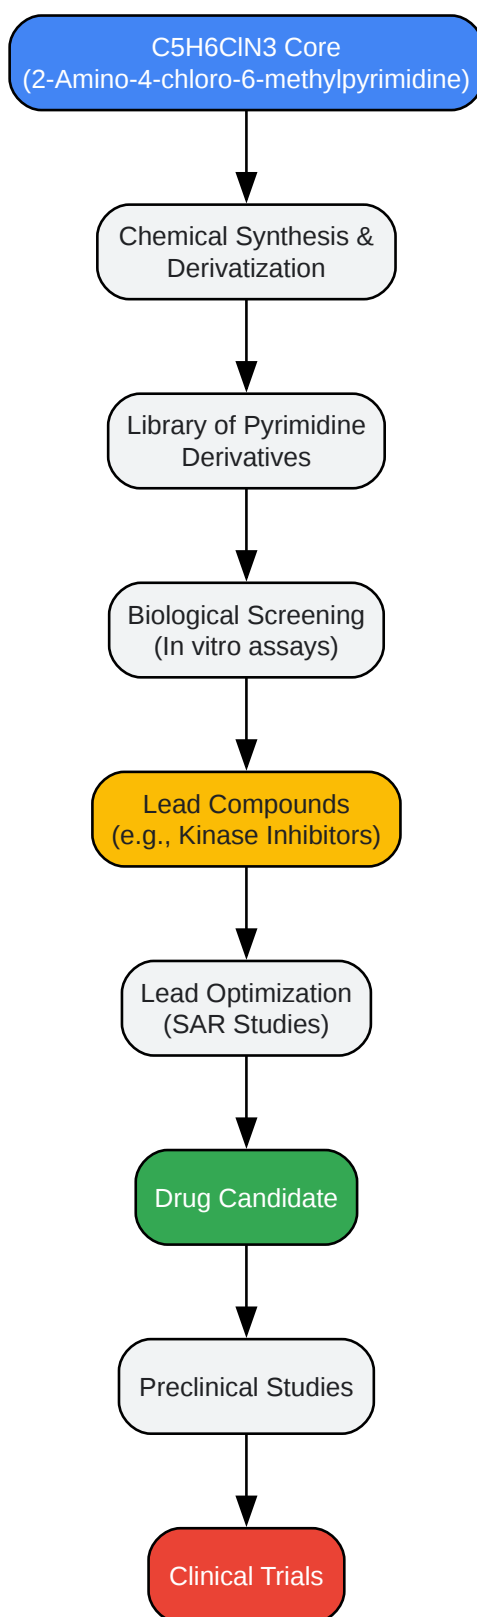 C5H6ClN3 Core
(2-Amino-4-chloro-6-methylpyrimidine)
Chemical Synthesis &
Derivatization
Library of Pyrimidine
Derivatives
Biological Screening
(In vitro assays)
Lead Compounds
(e.g., Kinase Inhibitors)
Lead Optimization
(SAR Studies)
Drug Candidate
Preclinical Studies
Clinical Trials